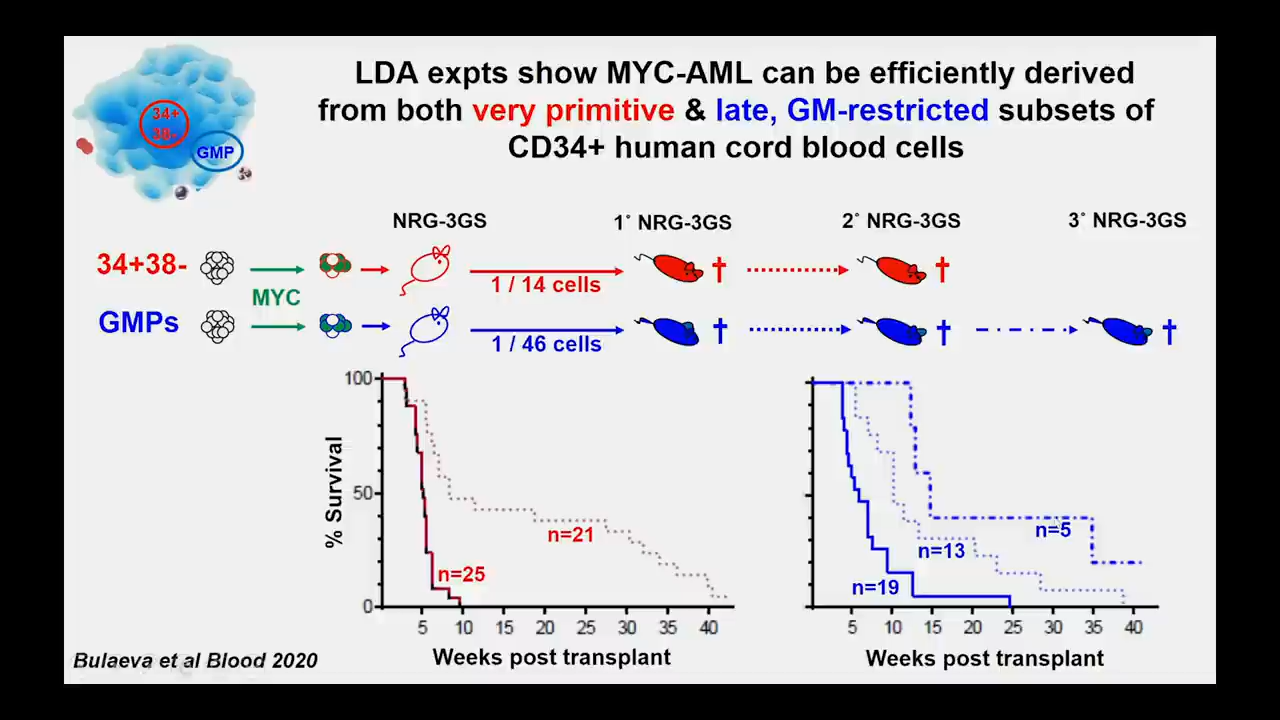 LDA expts show MYC-AML can be efficiently derived
from both very primitive & late, GM-restricted subsets of
CD34+ human cord blood cells
34+
38-
GMP
NRG-3GS
1° NRG-3GS
2° NRG-3GS
3° NRG-3GS
34+38-
1 / 14 cells
MYC
GMPs
1 / 46 cells
100
50
0
% Survival
n=21
n=25
5 10 15 20 25 30 35 40
Weeks post transplant
n=5
n=13
n=19
5 10 15 20 25 30 35 40
Weeks post transplant
Bulaeva et al Blood 2020